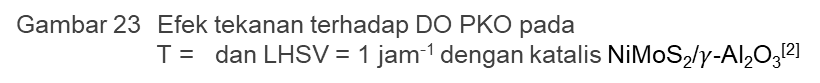 Gambar 23 Efek tekanan terhadap DO PKO pada
T = dan LHSV = 1 jam⁻¹ dengan katalis NiMoS₂/γ-Al₂O₃[2]